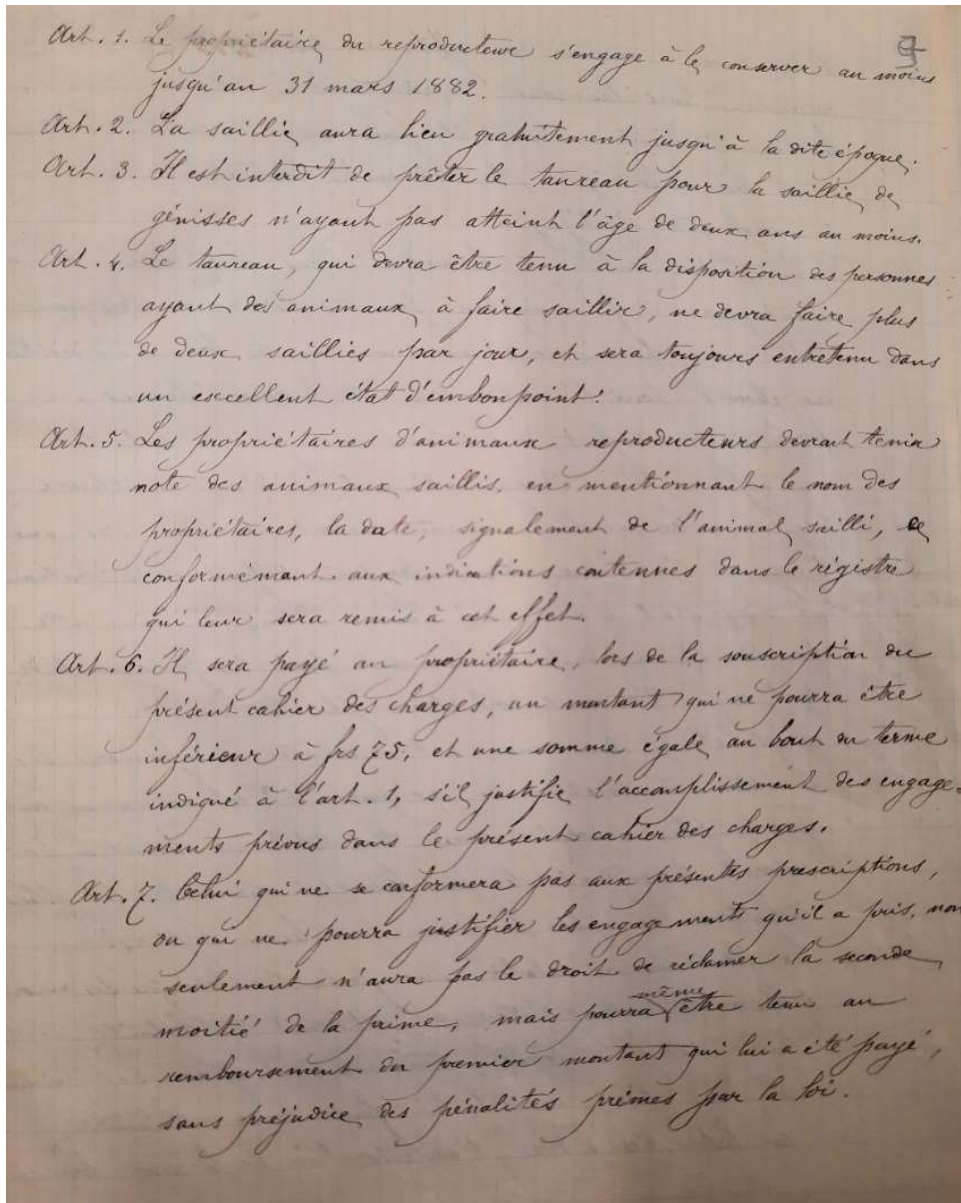 9
Art. 1. Le propriétaire du reproducteur s'engage à le conserver au moins
jusqu'au 31 mars 1882.
Art. 2. La saillie aura lieu gratuitement jusqu'à la dite époque.
Art. 3. Il est interdit de prêter le taureau pour la saillie de
génisses n'ayant pas atteint l'âge de deux ans au moins.
Art. 4. Le taureau, qui devra être tenu à la disposition des personnes
ayant des animaux à faire saillir, ne devra faire plus
de deux saillies par jour, et sera toujours entretenu dans
un excellent état d'embonpoint.
Art. 5. Les propriétaires d'animaux reproducteurs devront tenir
note des animaux saillis, en mentionnant le nom des
propriétaires, la date, signalement de l'animal sailli,
conformémant aux indications contenues dans le régistre
qui leur sera remis à cet effet.
Art. 6. Il sera payé au propriétaire, lors de la souscription du
présent cahier des charges, un montant qui ne pourra être
inférieur à frs 75, et une somme égale au bout du terme
indiqué à l'art. 1, s'il justifie l'accomplissement des engage-
ments prévus dans le présent cahier des charges.
Art. 7. Celui qui ne se conformera pas aux présentes prescriptions,
ou qui ne pourra justifier les engagements qu'il a pris, non
seulement n'aura pas le droit de réclamer la seconde
moitié de la prime, mais pourra même être tenu au
remboursement du premier montant qui lui a été payé,
sans préjudice des pénalités prévues par la loi.